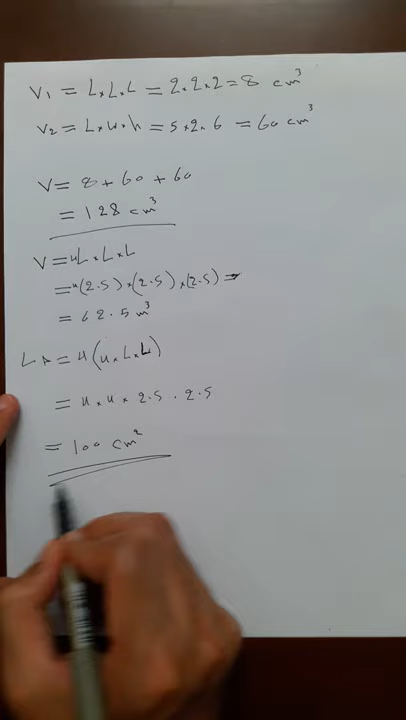 V₁ = L×L×L = 2×2×2 = 8 cm³
V₂ = L×w×h = 5×2×6 = 60 cm³
V = 8 + 60 + 60
= 128 cm³
V = 4L×L×L
= 4(2.5)×(2.5)×(2.5) =
= 62.5 m³
LA = 4(4×L×L)
= 4×4×2.5.2.5
= 100 cm²